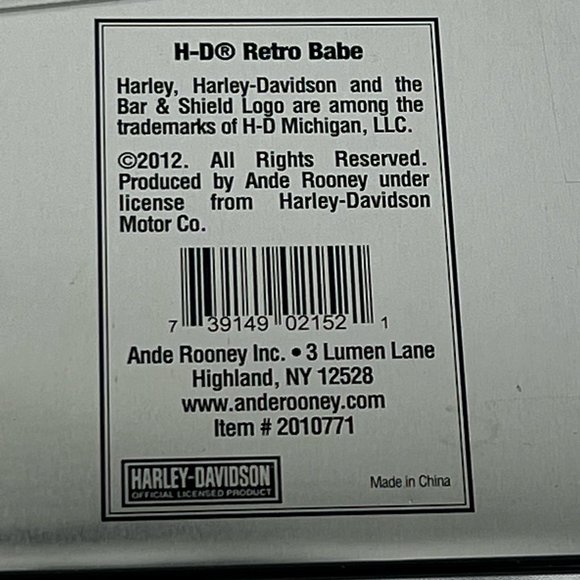 H-D® Retro Babe
Harley, Harley-Davidson and the
Bar & Shield Logo are among the
trademarks of H-D Michigan, LLC.
©2012. All Rights Reserved.
Produced by Ande Rooney under
license from Harley-Davidson
Motor Co.
7 39149 02152 1
Ande Rooney Inc. • 3 Lumen Lane
Highland, NY 12528
www.anderooney.com
Item # 2010771
HARLEY-DAVIDSON
OFFICIAL LICENSED PRODUCT
Made in China